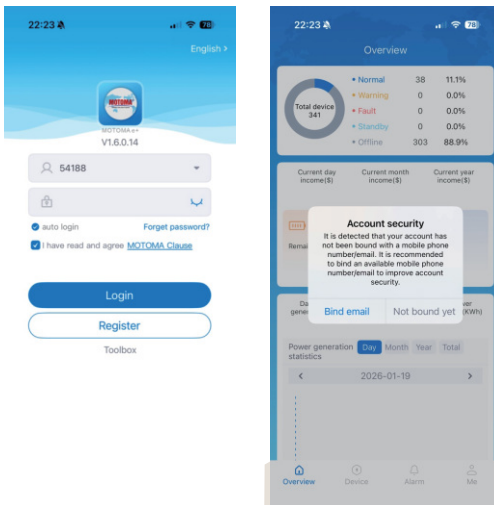 22:23
78
English >
MOTOMA
MOTOMA e+
V1.6.0.14
54188
auto login
Forget password?
I have read and agree MOTOMA Clause
Login
Register
Toolbox
22:23
78
Overview
Total device
341
Normal 38 11.1%
Warning 0 0.0%
Fault 0 0.0%
Standby 0 0.0%
Offline 303 88.9%
Current day
income($)
Current month
income($)
Current year
income($)
Account security
It is detected that your account has
not been bound with a mobile phone
number/email. It is recommended
to bind an available mobile phone
number/email to improve account
security.
Bind email
Not bound yet
Remai
Da
gene
(KWh)
Power generation
statistics
Day Month Year Total
< 2026-01-19 >
Overview
Device
Alarm
Me